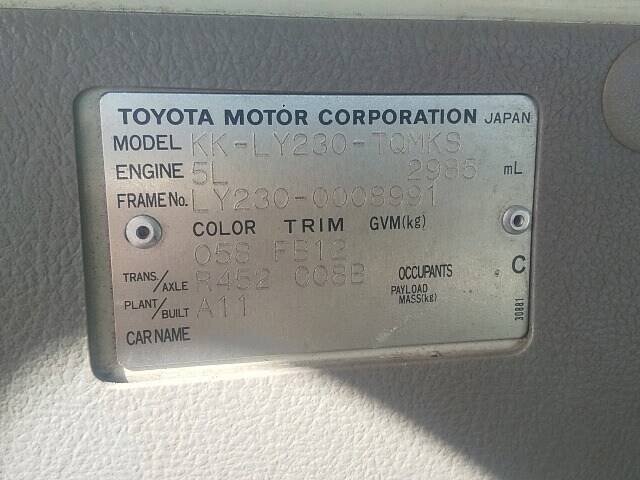 TOYOTA MOTOR CORPORATION JAPAN
MODEL KK-LY230-TQMKS
ENGINE 5L 2985 mL
FRAME No. LY230-0008991
COLOR TRIM GVM(kg)
058 FB12
TRANS./AXLE R452 C08B OCCUPANTS C
PAYLOAD MASS(kg)
PLANT/BUILT A11
CAR NAME
30881